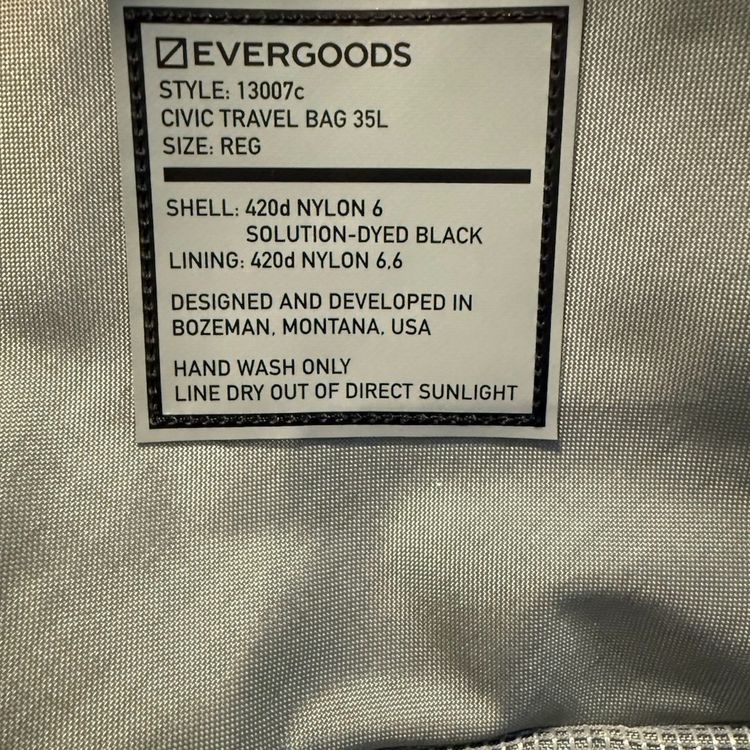 EVERGOODS
STYLE: 13007c
CIVIC TRAVEL BAG 35L
SIZE: REG
SHELL: 420d NYLON 6
SOLUTION-DYED BLACK
LINING: 420d NYLON 6,6
DESIGNED AND DEVELOPED IN
BOZEMAN, MONTANA, USA
HAND WASH ONLY
LINE DRY OUT OF DIRECT SUNLIGHT